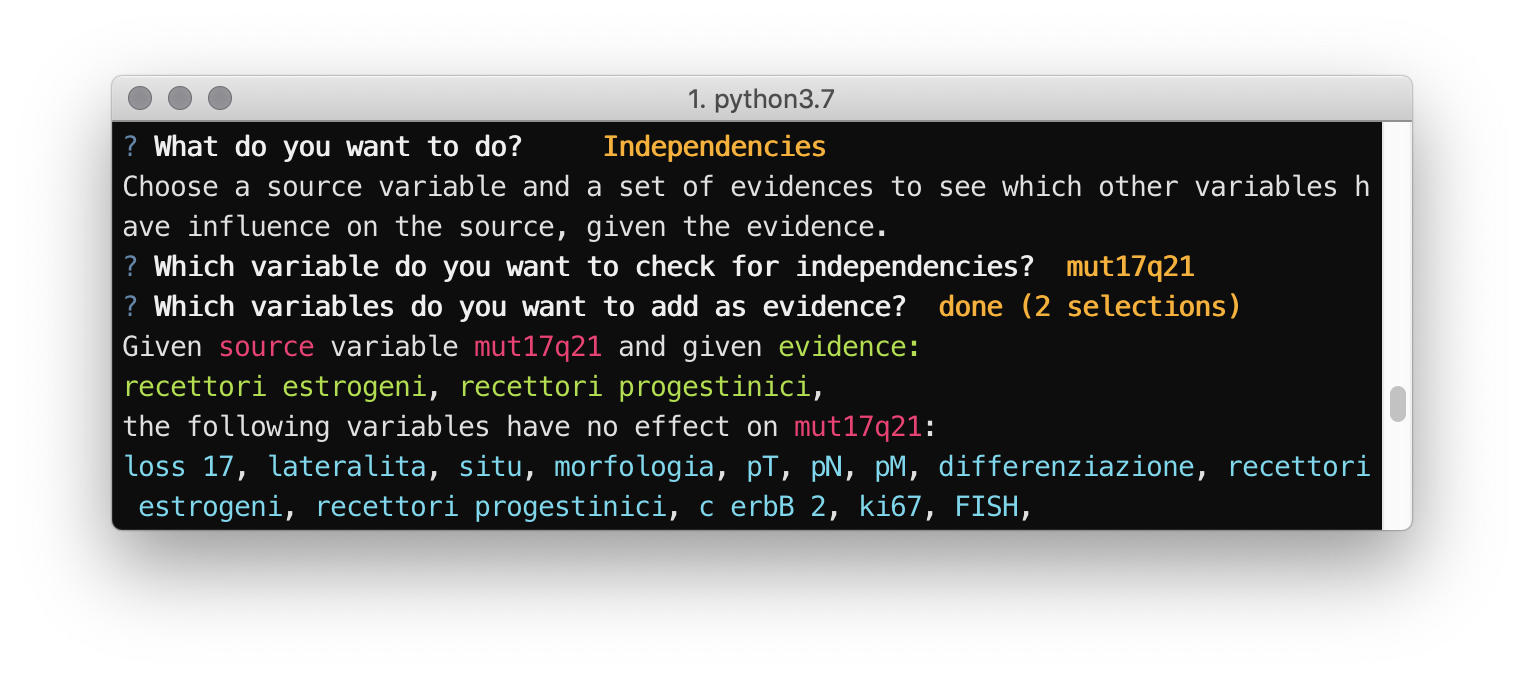 1. python3.7
? What do you want to do?     Independencies
Choose a source variable and a set of evidences to see which other variables h
ave influence on the source, given the evidence.
? Which variable do you want to check for independencies?  mut17q21
? Which variables do you want to add as evidence?  done (2 selections)
Given source variable mut17q21 and given evidence:
recettori estrogeni, recettori progestinici,
the following variables have no effect on mut17q21:
loss 17, lateralita, situ, morfologia, pT, pN, pM, differenziazione, recettori
 estrogeni, recettori progestinici, c erbB 2, ki67, FISH,